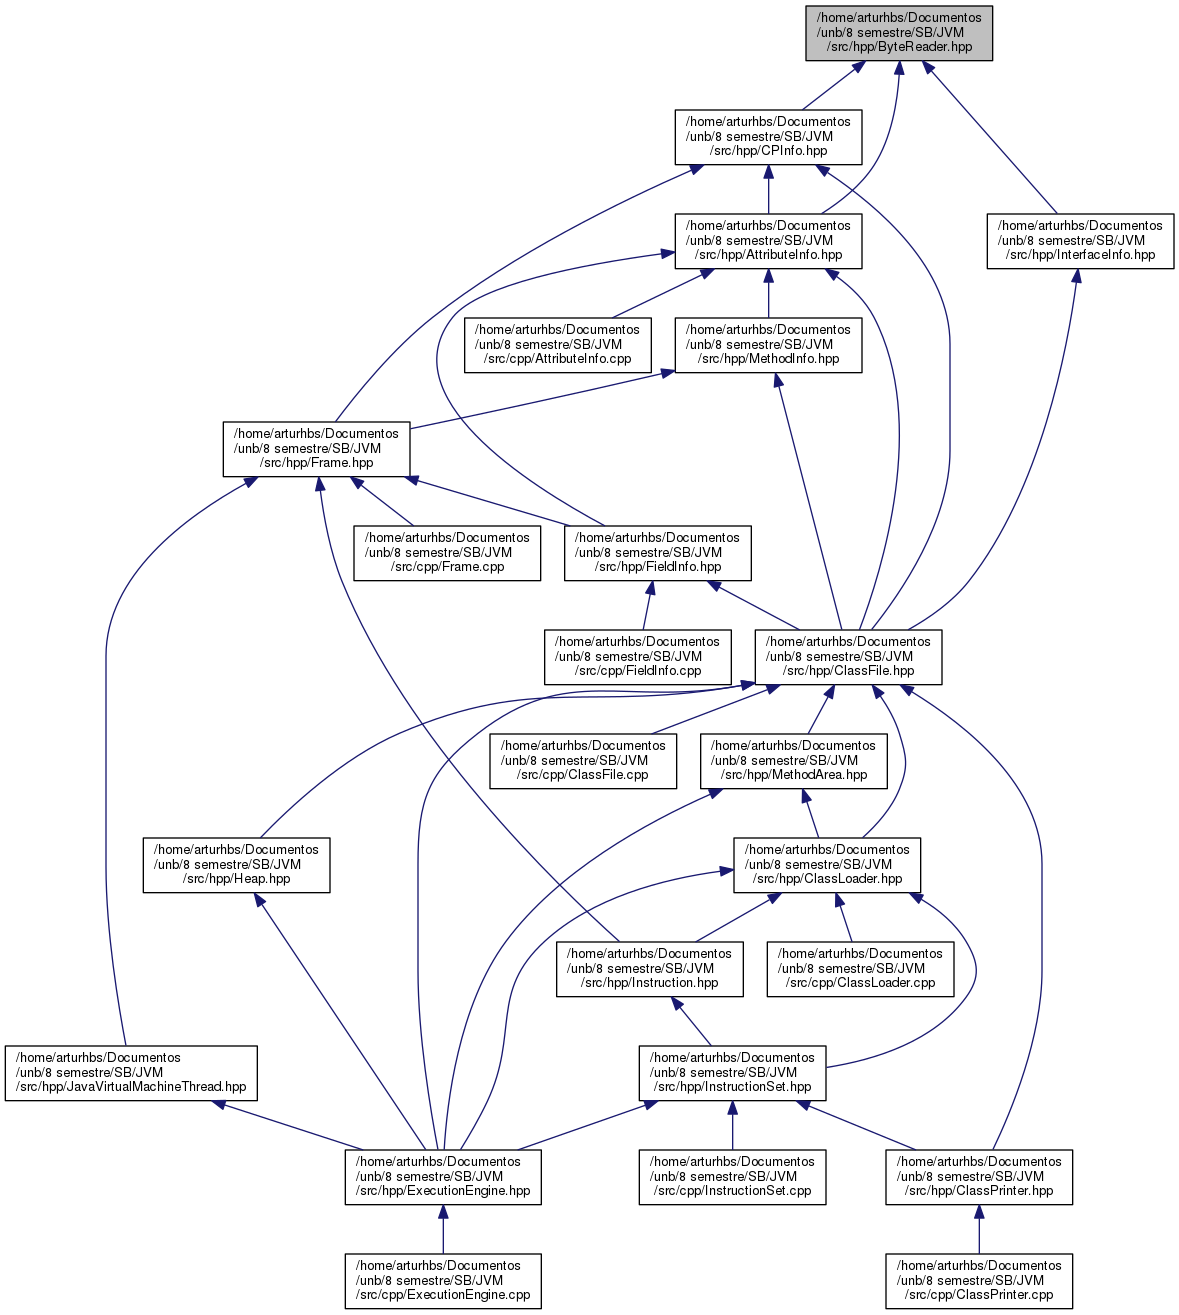 /home/arturhbs/Documentos
/unb/8 semestre/SB/JVM
/src/hpp/ByteReader.hpp
/home/arturhbs/Documentos
/unb/8 semestre/SB/JVM
/src/hpp/CPInfo.hpp
/home/arturhbs/Documentos
/unb/8 semestre/SB/JVM
/src/hpp/AttributeInfo.hpp
/home/arturhbs/Documentos
/unb/8 semestre/SB/JVM
/src/hpp/InterfaceInfo.hpp
/home/arturhbs/Documentos
/unb/8 semestre/SB/JVM
/src/cpp/AttributeInfo.cpp
/home/arturhbs/Documentos
/unb/8 semestre/SB/JVM
/src/hpp/MethodInfo.hpp
/home/arturhbs/Documentos
/unb/8 semestre/SB/JVM
/src/hpp/Frame.hpp
/home/arturhbs/Documentos
/unb/8 semestre/SB/JVM
/src/cpp/Frame.cpp
/home/arturhbs/Documentos
/unb/8 semestre/SB/JVM
/src/hpp/FieldInfo.hpp
/home/arturhbs/Documentos
/unb/8 semestre/SB/JVM
/src/cpp/FieldInfo.cpp
/home/arturhbs/Documentos
/unb/8 semestre/SB/JVM
/src/hpp/ClassFile.hpp
/home/arturhbs/Documentos
/unb/8 semestre/SB/JVM
/src/cpp/ClassFile.cpp
/home/arturhbs/Documentos
/unb/8 semestre/SB/JVM
/src/hpp/MethodArea.hpp
/home/arturhbs/Documentos
/unb/8 semestre/SB/JVM
/src/hpp/Heap.hpp
/home/arturhbs/Documentos
/unb/8 semestre/SB/JVM
/src/hpp/ClassLoader.hpp
/home/arturhbs/Documentos
/unb/8 semestre/SB/JVM
/src/hpp/Instruction.hpp
/home/arturhbs/Documentos
/unb/8 semestre/SB/JVM
/src/cpp/ClassLoader.cpp
/home/arturhbs/Documentos
/unb/8 semestre/SB/JVM
/src/hpp/JavaVirtualMachineThread.hpp
/home/arturhbs/Documentos
/unb/8 semestre/SB/JVM
/src/hpp/InstructionSet.hpp
/home/arturhbs/Documentos
/unb/8 semestre/SB/JVM
/src/hpp/ExecutionEngine.hpp
/home/arturhbs/Documentos
/unb/8 semestre/SB/JVM
/src/cpp/InstructionSet.cpp
/home/arturhbs/Documentos
/unb/8 semestre/SB/JVM
/src/hpp/ClassPrinter.hpp
/home/arturhbs/Documentos
/unb/8 semestre/SB/JVM
/src/cpp/ExecutionEngine.cpp
/home/arturhbs/Documentos
/unb/8 semestre/SB/JVM
/src/cpp/ClassPrinter.cpp